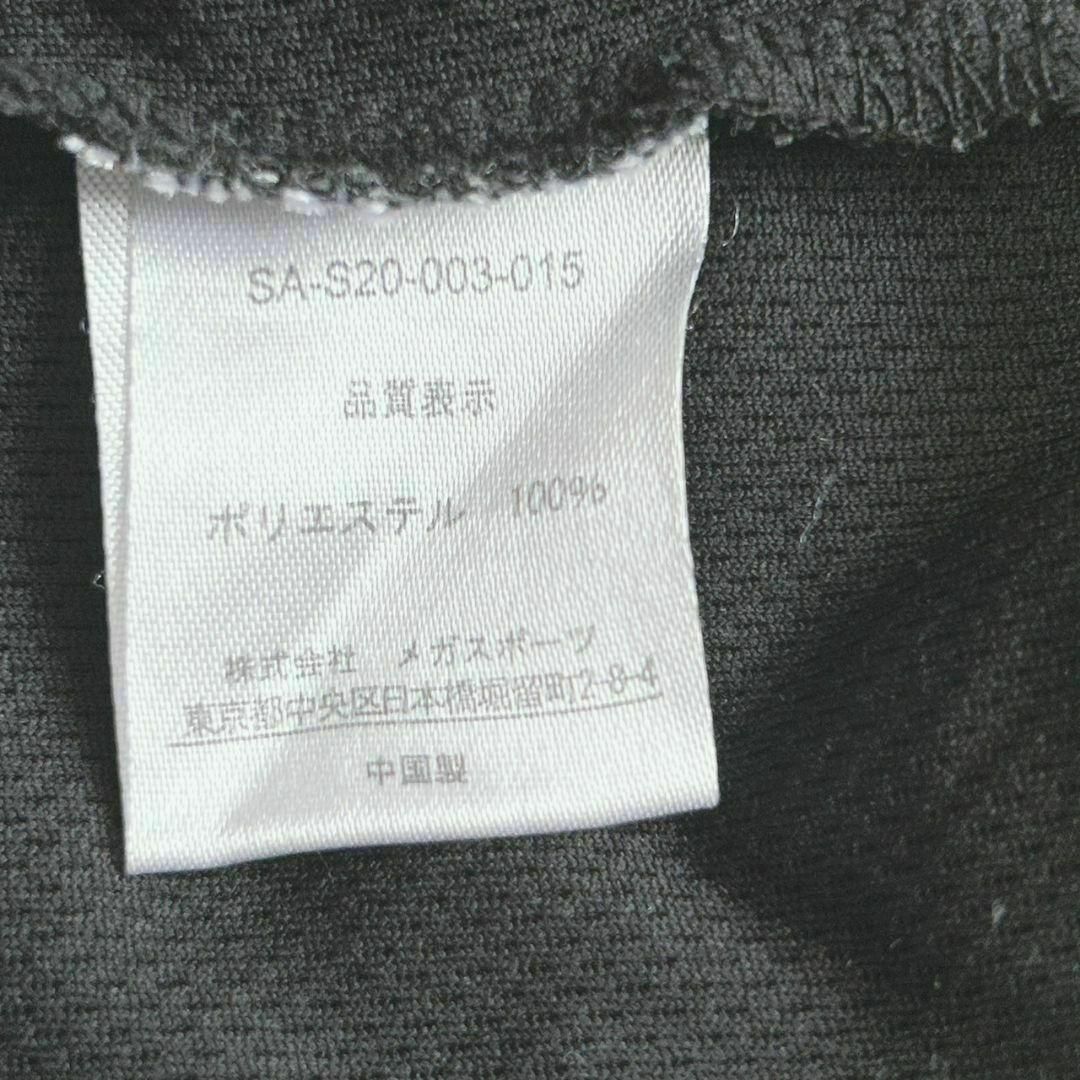 SA-S20-003-015
品質表示
ポリエステル 100%
株式会社 メガスポーツ
東京都中央区日本橋堀留町2-8-4
中国製